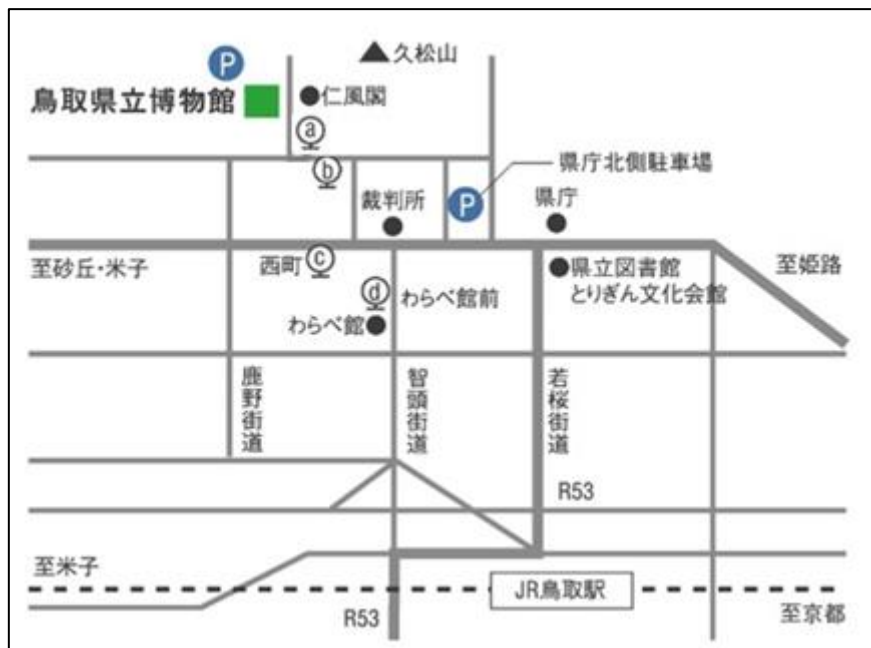 P
久松山
鳥取県立博物館
仁風閣
a
b
県庁北側駐車場
裁判所
P
県庁
至砂丘・米子
西町
c
県立図書館
とりぎん文化会館
至姫路
d
わらべ館前
わらべ館
鹿野街道
智頭街道
若桜街道
R53
至米子
JR鳥取駅
R53
至京都